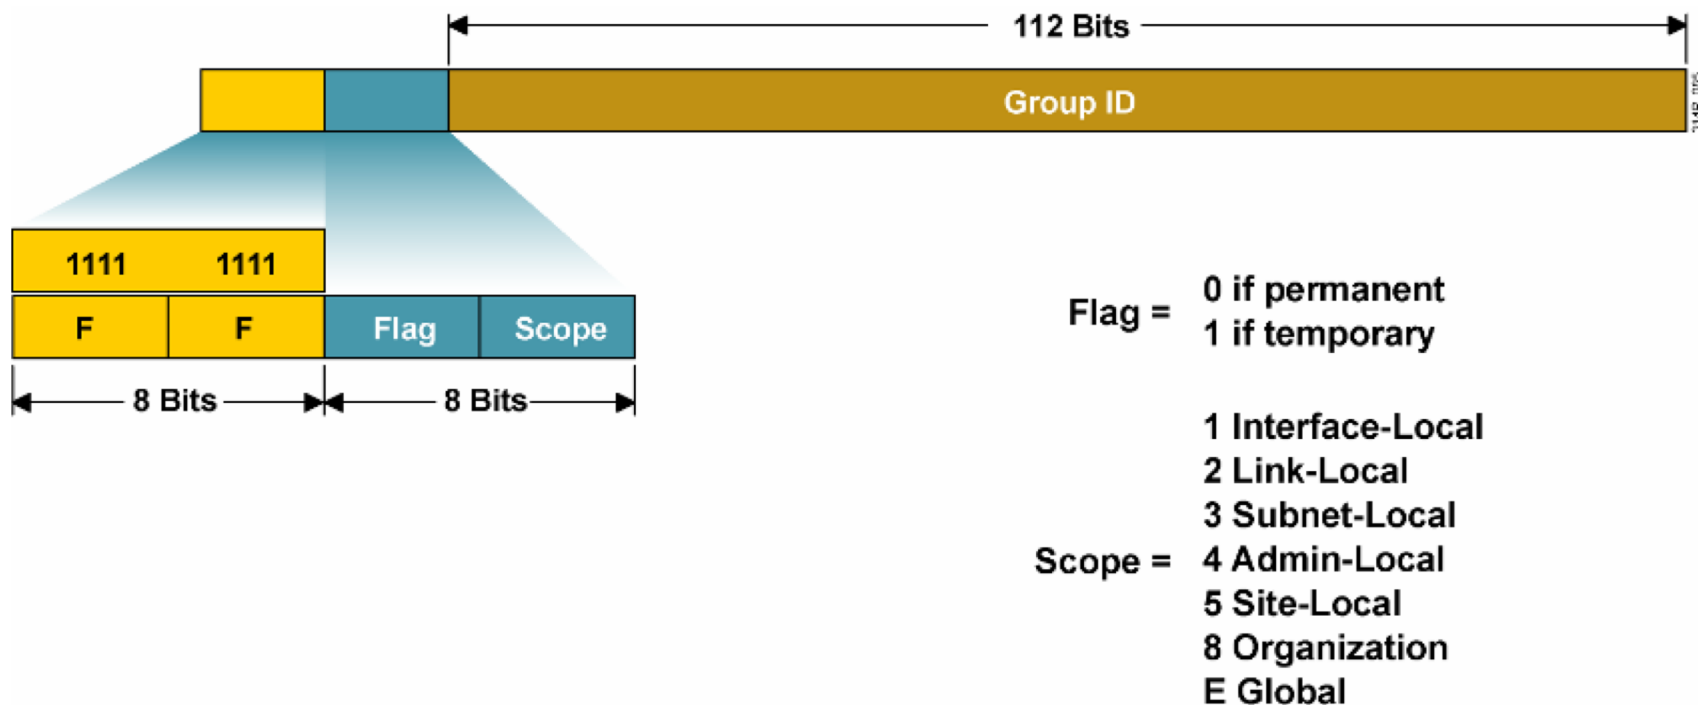 112 Bits
Group ID
1111 1111
F F Flag Scope
8 Bits 8 Bits
Flag =
0 if permanent
1 if temporary
Scope =
1 Interface-Local
2 Link-Local
3 Subnet-Local
4 Admin-Local
5 Site-Local
8 Organization
E Global